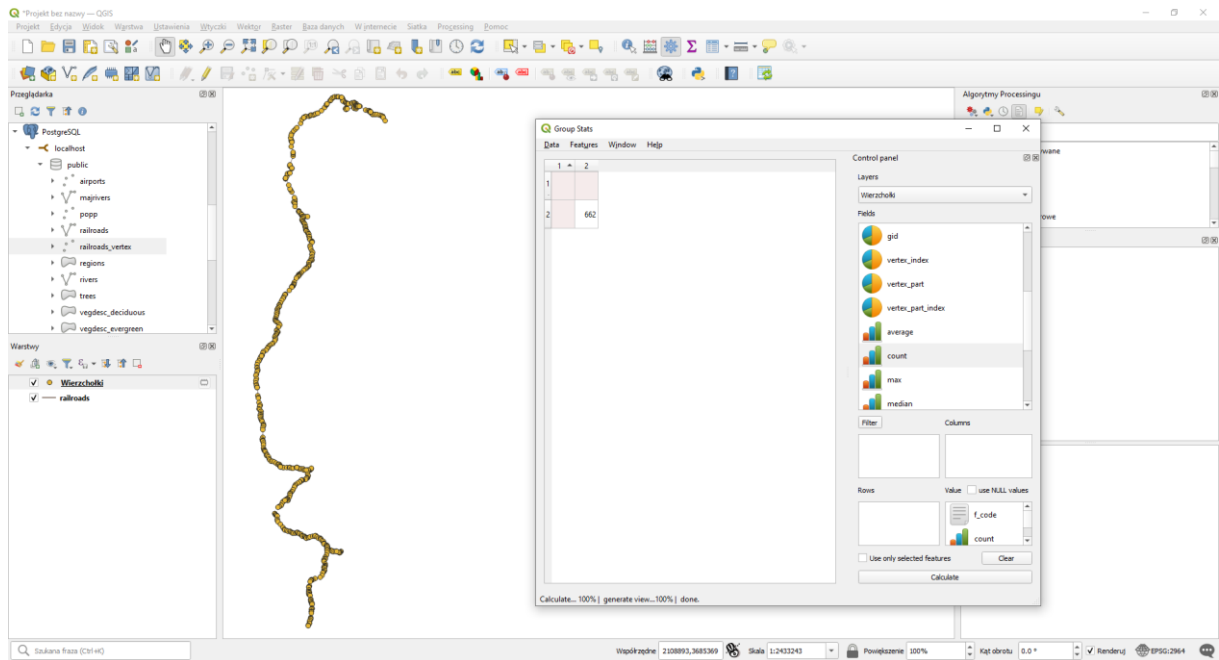 *Projekt bez nazwy — QGIS
Projekt Edycja Widok Warstwa Ustawienia Wtyczki Wektor Raster Baza danych W internecie Siatka Processing Pomoc
Przeglądarka
PostgreSQL
localhost
public
airports
majrivers
popp
railroads
railroads_vertex
regions
rivers
trees
vegdesc_deciduous
vegdesc_evergreen
Warstwy
Wierzchołki
railroads
Group Stats
Data Features Window Help
1 2
1
2 662
Control panel
Layers
Wierzchołki
Fields
gid
vertex_index
vertex_part
vertex_part_index
average
count
max
median
Filter Columns
Rows Value use NULL values
f_code
count
Use only selected features Clear
Calculate
Calculate... 100% | generate view...100% | done.
Algorytmy Processingu
Szukana fraza (Ctrl+K)
Współrzędne 2108893,3685369 Skala 1:2433243 Powiększenie 100% Kąt obrotu 0.0 ° Renderuj EPSG:2964